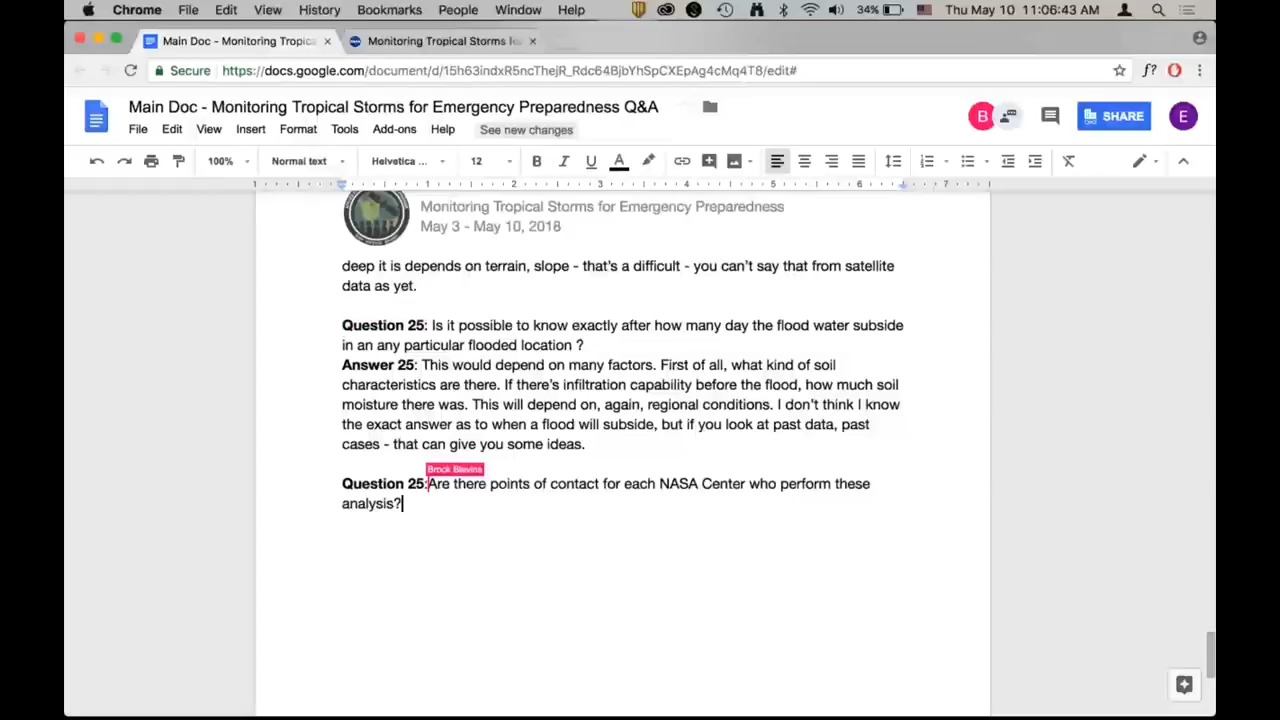 Chrome File Edit View History Bookmarks People Window Help 34% Thu May 10 11:06:43 AM
Main Doc - Monitoring Tropica × Monitoring Tropical Storms fo ×
Secure https://docs.google.com/document/d/15h63indxR5ncThejR_Rdc64BjbYhSpCXEpAg4cMq4T8/edit# f?
Main Doc - Monitoring Tropical Storms for Emergency Preparedness Q&A
File Edit View Insert Format Tools Add-ons Help See new changes B SHARE E
100% Normal text Helvetica ... 12 B I U A
1 1 2 3 4 5 6 7
Monitoring Tropical Storms for Emergency Preparedness
May 3 - May 10, 2018
deep it is depends on terrain, slope - that's a difficult - you can't say that from satellite
data as yet.
Question 25: Is it possible to know exactly after how many day the flood water subside
in an any particular flooded location ?
Answer 25: This would depend on many factors. First of all, what kind of soil
characteristics are there. If there's infiltration capability before the flood, how much soil
moisture there was. This will depend on, again, regional conditions. I don't think I know
the exact answer as to when a flood will subside, but if you look at past data, past
cases - that can give you some ideas.
Brock Blevins
Question 25:Are there points of contact for each NASA Center who perform these
analysis?